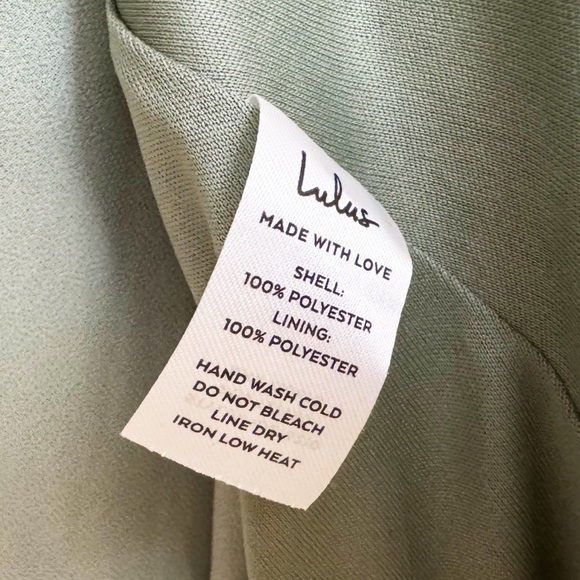 Lulus
MADE WITH LOVE
SHELL:
100% POLYESTER
LINING:
100% POLYESTER
HAND WASH COLD
DO NOT BLEACH
LINE DRY
IRON LOW HEAT